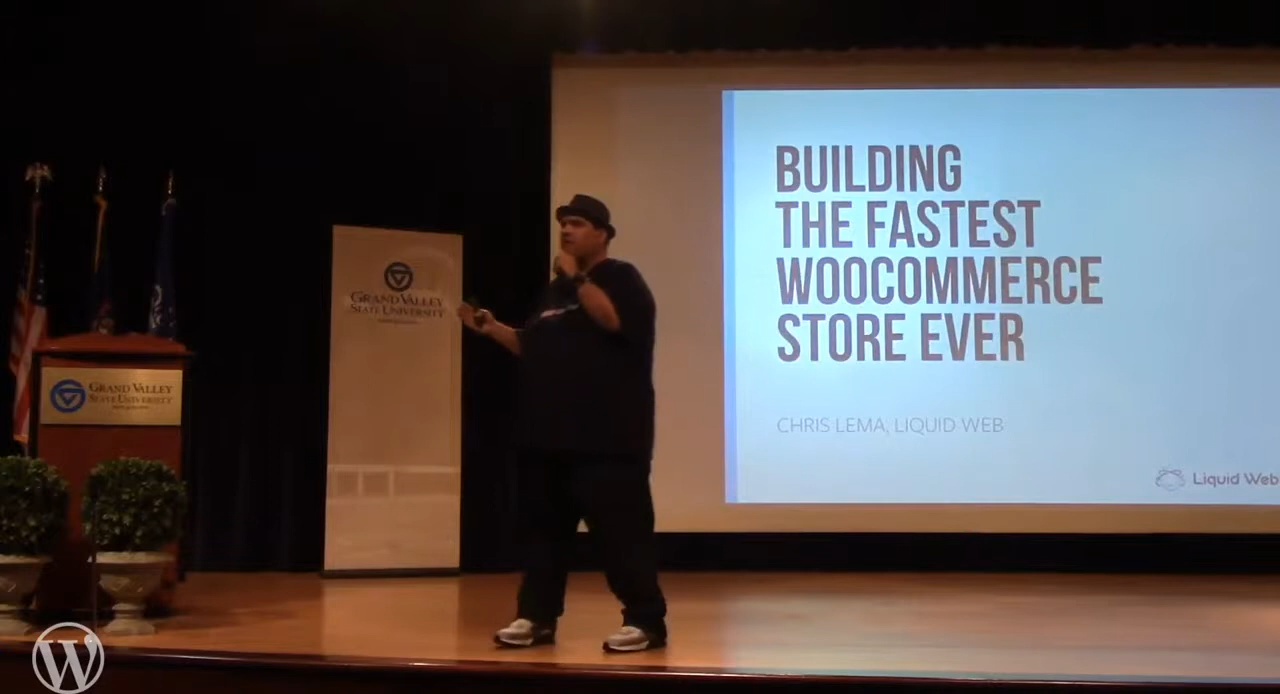 BUILDING
THE FASTEST
WOOCOMMERCE
STORE EVER
CHRIS LEMA, LIQUID WEB
Liquid Web
GRAND VALLEY
STATE UNIVERSITY
GRAND VALLEY
STATE UNIVERSITY
W